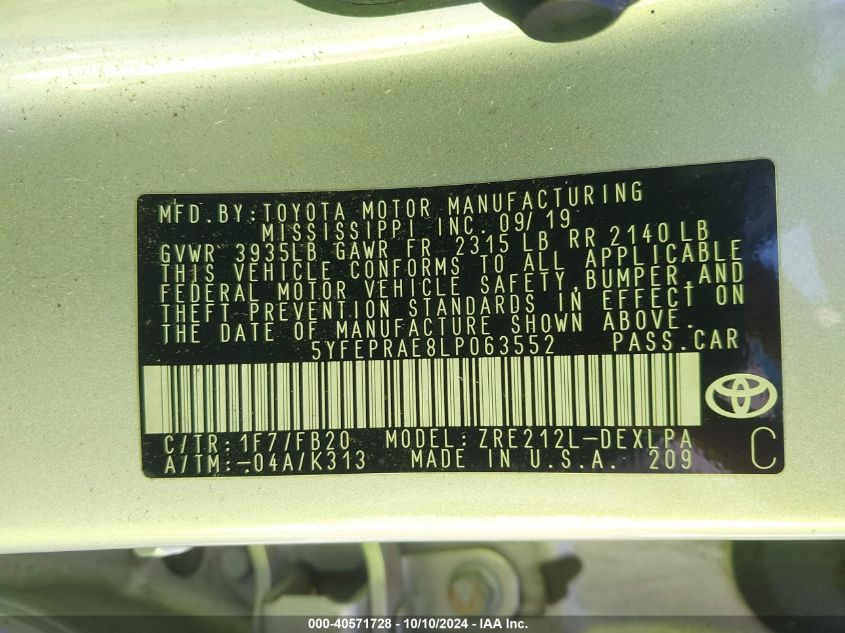 MFD. BY: TOYOTA MOTOR MANUFACTURING
MISSISSIPPI INC. 09/19
GVWR 3935LB GAWR FR 2315 LB RR 2140 LB
THIS VEHICLE CONFORMS TO ALL APPLICABLE
FEDERAL MOTOR VEHICLE SAFETY, BUMPER, AND
THEFT PREVENTION STANDARDS IN EFFECT ON
THE DATE OF MANUFACTURE SHOWN ABOVE.
5YFEPRAE8LP063552 PASS. CAR
C/TR: 1F7/FB20 MODEL: ZRE212L-DEXLPA
A/TM: -04A/K313 MADE IN U.S.A. 209 C
000-40571728 - 10/10/2024 - IAA Inc.